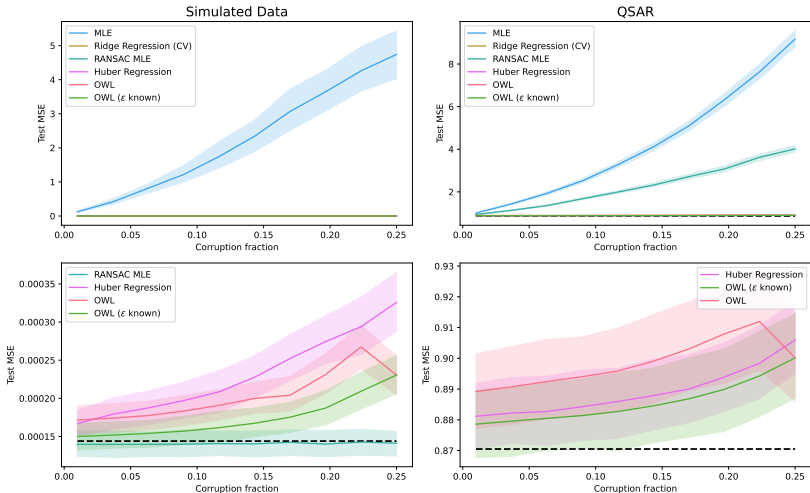 Simulated Data
Test MSE
5
4
3
2
1
0
MLE
Ridge Regression (CV)
RANSAC MLE
Huber Regression
OWL
OWL (ε known)
0.00 0.05 0.10 0.15 0.20 0.25
Corruption fraction
QSAR
Test MSE
8
6
4
2
MLE
Ridge Regression (CV)
RANSAC MLE
Huber Regression
OWL
OWL (ε known)
0.00 0.05 0.10 0.15 0.20 0.25
Corruption fraction
Test MSE
0.00035
0.00030
0.00025
0.00020
0.00015
RANSAC MLE
Huber Regression
OWL
OWL (ε known)
0.00 0.05 0.10 0.15 0.20 0.25
Corruption fraction
Test MSE
0.93
0.92
0.91
0.90
0.89
0.88
0.87
Huber Regression
OWL (ε known)
OWL
0.00 0.05 0.10 0.15 0.20 0.25
Corruption fraction